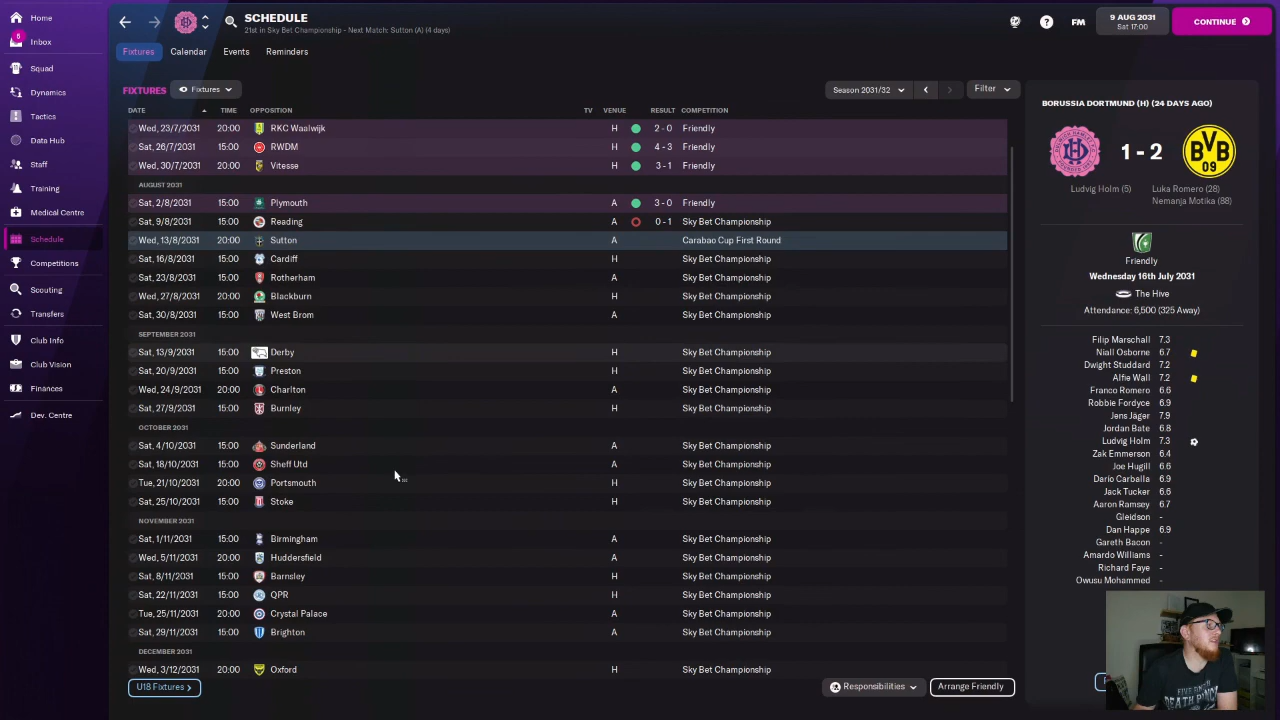 Home
SCHEDULE
21st in Sky Bet Championship - Next Match: Sutton (A) (4 days)
FM
9 AUG 2031
Sat 17:00
CONTINUE
6
Inbox
Squad
Dynamics
Tactics
Data Hub
Staff
Training
Medical Centre
Schedule
Competitions
Scouting
Transfers
Club Info
Club Vision
Finances
Dev. Centre
Fixtures Calendar Events Reminders
FIXTURES Fixtures Season 2031/32 Filter
DATE TIME OPPOSITION TV VENUE RESULT COMPETITION
Wed, 23/7/2031 20:00 RKC Waalwijk H 2 - 0 Friendly
Sat, 26/7/2031 15:00 RWDM H 4 - 3 Friendly
Wed, 30/7/2031 20:00 Vitesse H 3 - 1 Friendly
AUGUST 2031
Sat, 2/8/2031 15:00 Plymouth A 3 - 0 Friendly
Sat, 9/8/2031 15:00 Reading A 0 - 1 Sky Bet Championship
Wed, 13/8/2031 20:00 Sutton A Carabao Cup First Round
Sat, 16/8/2031 15:00 Cardiff H Sky Bet Championship
Sat, 23/8/2031 15:00 Rotherham A Sky Bet Championship
Wed, 27/8/2031 20:00 Blackburn H Sky Bet Championship
Sat, 30/8/2031 15:00 West Brom A Sky Bet Championship
SEPTEMBER 2031
Sat, 13/9/2031 15:00 Derby H Sky Bet Championship
Sat, 20/9/2031 15:00 Preston H Sky Bet Championship
Wed, 24/9/2031 20:00 Charlton A Sky Bet Championship
Sat, 27/9/2031 15:00 Burnley H Sky Bet Championship
OCTOBER 2031
Sat, 4/10/2031 15:00 Sunderland A Sky Bet Championship
Sat, 18/10/2031 15:00 Sheff Utd A Sky Bet Championship
Tue, 21/10/2031 20:00 Portsmouth H Sky Bet Championship
Sat, 25/10/2031 15:00 Stoke H Sky Bet Championship
NOVEMBER 2031
Sat, 1/11/2031 15:00 Birmingham A Sky Bet Championship
Wed, 5/11/2031 20:00 Huddersfield H Sky Bet Championship
Sat, 8/11/2031 15:00 Barnsley H Sky Bet Championship
Sat, 22/11/2031 15:00 QPR H Sky Bet Championship
Tue, 25/11/2031 20:00 Crystal Palace A Sky Bet Championship
Sat, 29/11/2031 15:00 Brighton A Sky Bet Championship
DECEMBER 2031
Wed, 3/12/2031 20:00 Oxford H Sky Bet Championship
U18 Fixtures Responsibilities Arrange Friendly
BORUSSIA DORTMUND (H) (24 DAYS AGO)
1 - 2
BVB
09
Ludvig Holm (5)
Luka Romero (28)
Nemanja Motika (88)
Friendly
Wednesday 16th July 2031
The Hive
Attendance: 6,500 (325 Away)
Filip Marschall 7.3
Niall Osborne 6.7
Dwight Studdard 7.2
Alfie Wall 7.2
Franco Romero 6.6
Robbie Fordyce 6.9
Jens Jäger 7.9
Jordan Bate 6.8
Ludvig Holm 7.3
Zak Emmerson 6.4
Joe Hugill 6.6
Darío Carballa 6.9
Jack Tucker 6.6
Aaron Ramsey 6.7
Gleidson -
Dan Happe 6.9
Gareth Bacon -
Amardo Williams -
Richard Faye -
Owusu Mohammed -
FIVE FINGER
DEATH PUNCH